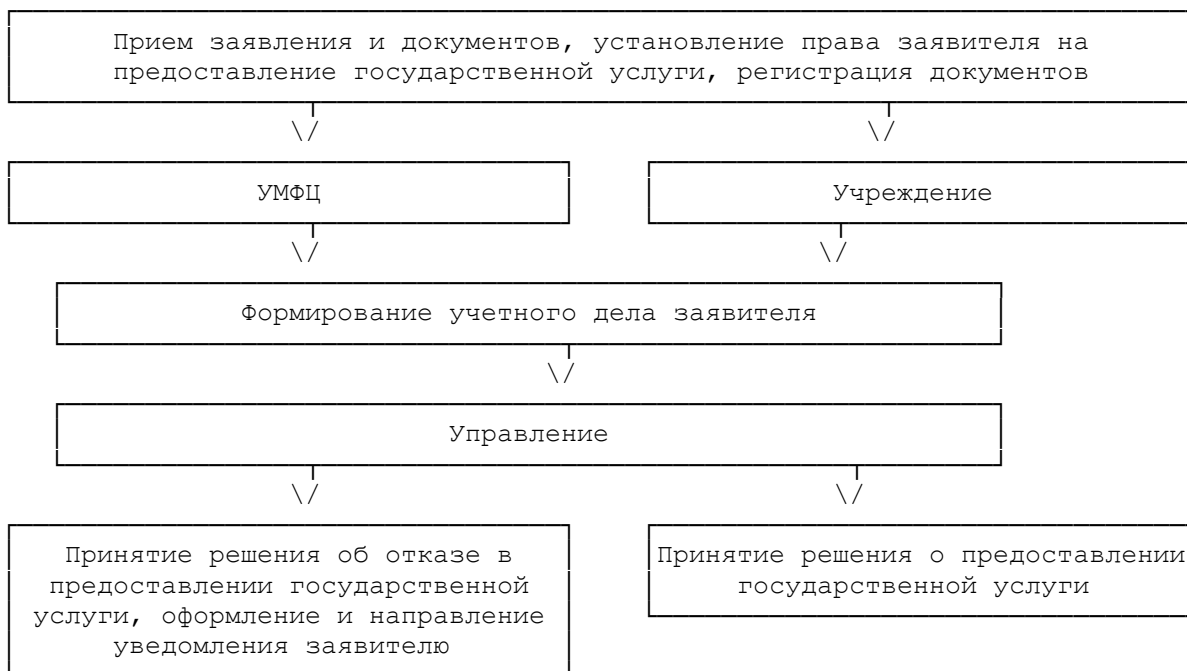 Прием заявления и документов, установление права заявителя на
предоставление государственной услуги, регистрация документов
\/ \/
УМФЦ Учреждение
\/ \/
Формирование учетного дела заявителя
\/
Управление
\/ \/
Принятие решения об отказе в
предоставлении государственной
услуги, оформление и направление
уведомления заявителю
Принятие решения о предоставлении
государственной услуги